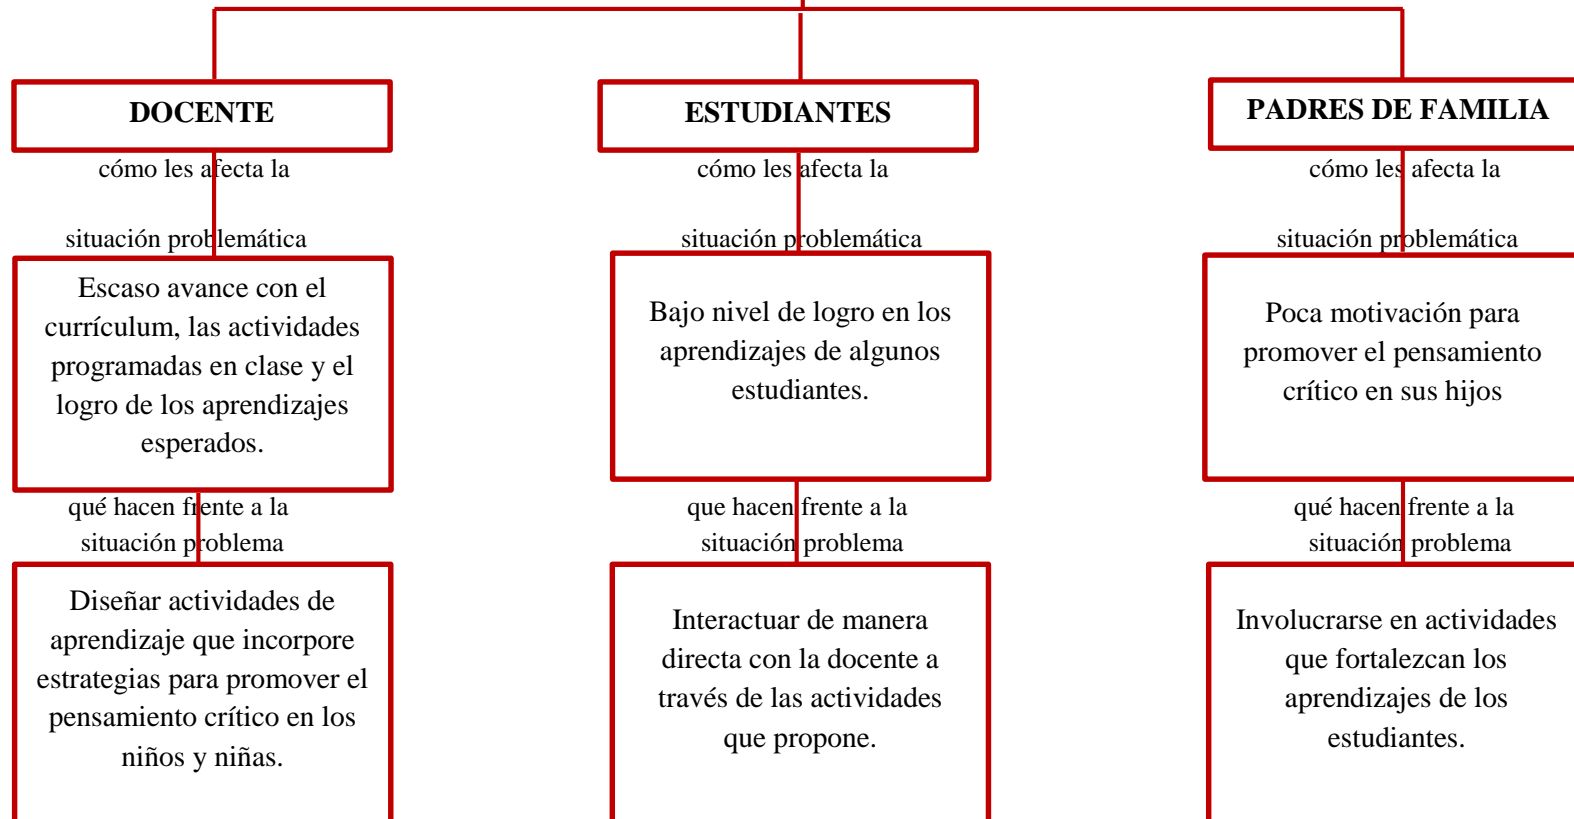 DOCENTE
cómo les afecta la
situación problemática
Escaso avance con el
currículum, las actividades
programadas en clase y el
logro de los aprendizajes
esperados.
qué hacen frente a la
situación problema
Diseñar actividades de
aprendizaje que incorpore
estrategias para promover el
pensamiento crítico en los
niños y niñas.
ESTUDIANTES
cómo les afecta la
situación problemática
Bajo nivel de logro en los
aprendizajes de algunos
estudiantes.
que hacen frente a la
situación problema
Interactuar de manera
directa con la docente a
través de las actividades
que propone.
PADRES DE FAMILIA
cómo les afecta la
situación problemática
Poca motivación para
promover el pensamiento
crítico en sus hijos
qué hacen frente a la
situación problema
Involucrarse en actividades
que fortalezcan los
aprendizajes de los
estudiantes.